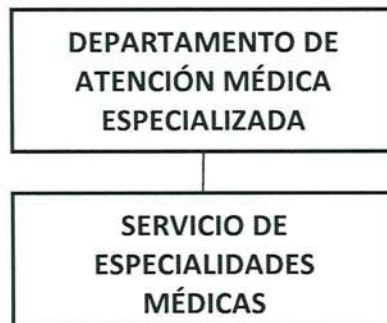 DEPARTAMENTO DE
ATENCIÓN MÉDICA
ESPECIALIZADA
SERVICIO DE
ESPECIALIDADES
MÉDICAS